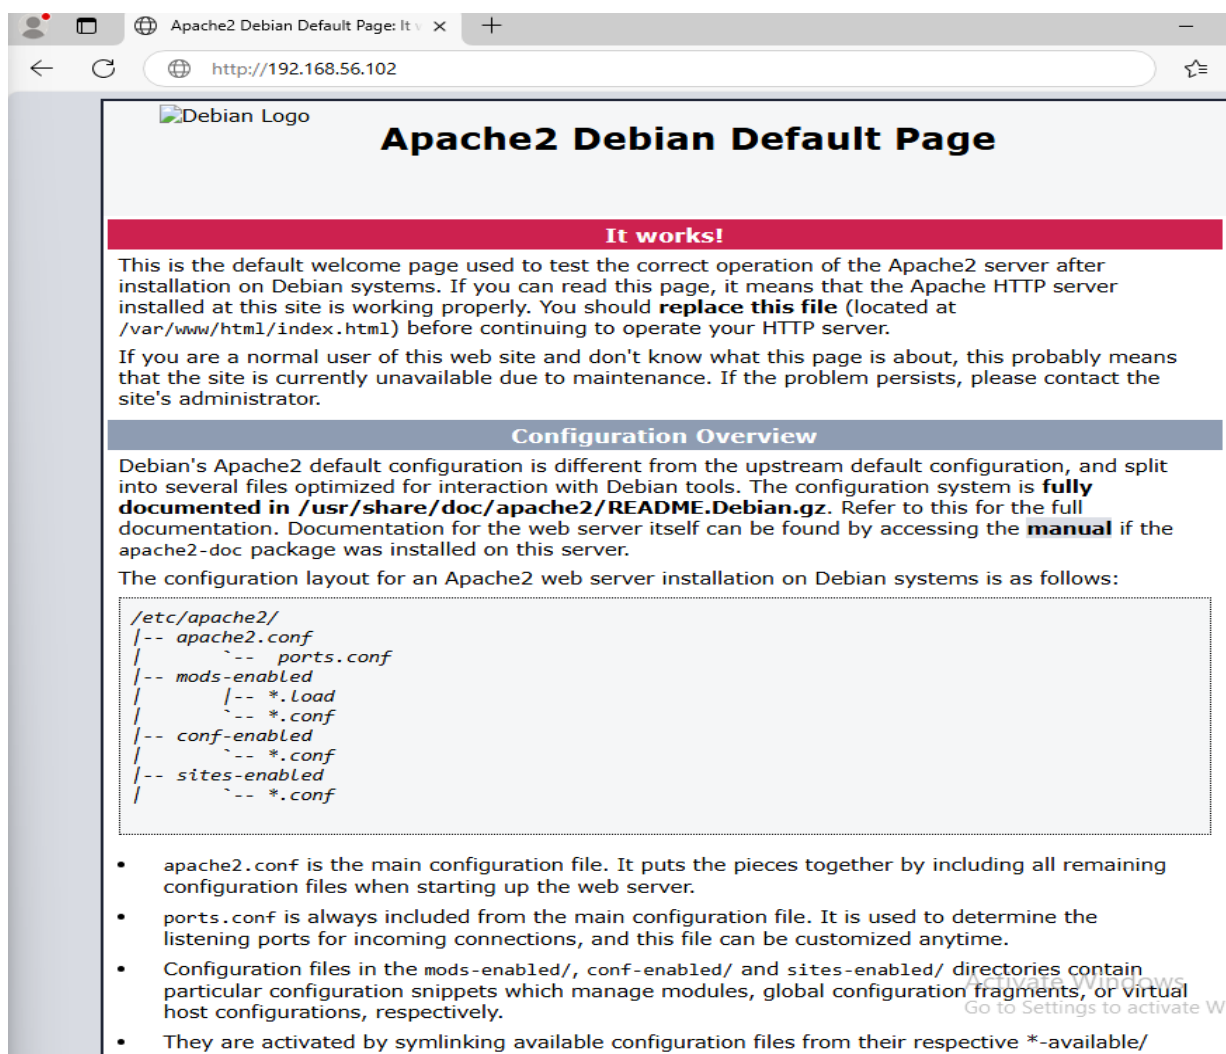 Apache2 Debian Default Page: It
http://192.168.56.102
Debian Logo
Apache2 Debian Default Page
It works!
This is the default welcome page used to test the correct operation of the Apache2 server after
installation on Debian systems. If you can read this page, it means that the Apache HTTP server
installed at this site is working properly. You should replace this file (located at
/var/www/html/index.html) before continuing to operate your HTTP server.
If you are a normal user of this web site and don't know what this page is about, this probably means
that the site is currently unavailable due to maintenance. If the problem persists, please contact the
site's administrator.
Configuration Overview
Debian's Apache2 default configuration is different from the upstream default configuration, and split
into several files optimized for interaction with Debian tools. The configuration system is fully
documented in /usr/share/doc/apache2/README.Debian.gz. Refer to this for the full
documentation. Documentation for the web server itself can be found by accessing the manual if the
apache2-doc package was installed on this server.
The configuration layout for an Apache2 web server installation on Debian systems is as follows:
/etc/apache2/
|-- apache2.conf
|       `--  ports.conf
|-- mods-enabled
|       |-- *.load
|       `-- *.conf
|-- conf-enabled
|       `-- *.conf
|-- sites-enabled
|       `-- *.conf
• apache2.conf is the main configuration file. It puts the pieces together by including all remaining
configuration files when starting up the web server.
• ports.conf is always included from the main configuration file. It is used to determine the
listening ports for incoming connections, and this file can be customized anytime.
• Configuration files in the mods-enabled/, conf-enabled/ and sites-enabled/ directories contain
particular configuration snippets which manage modules, global configuration fragments, or virtual
host configurations, respectively.
• They are activated by symlinking available configuration files from their respective *-available/
Activate Windows
Go to Settings to activate W